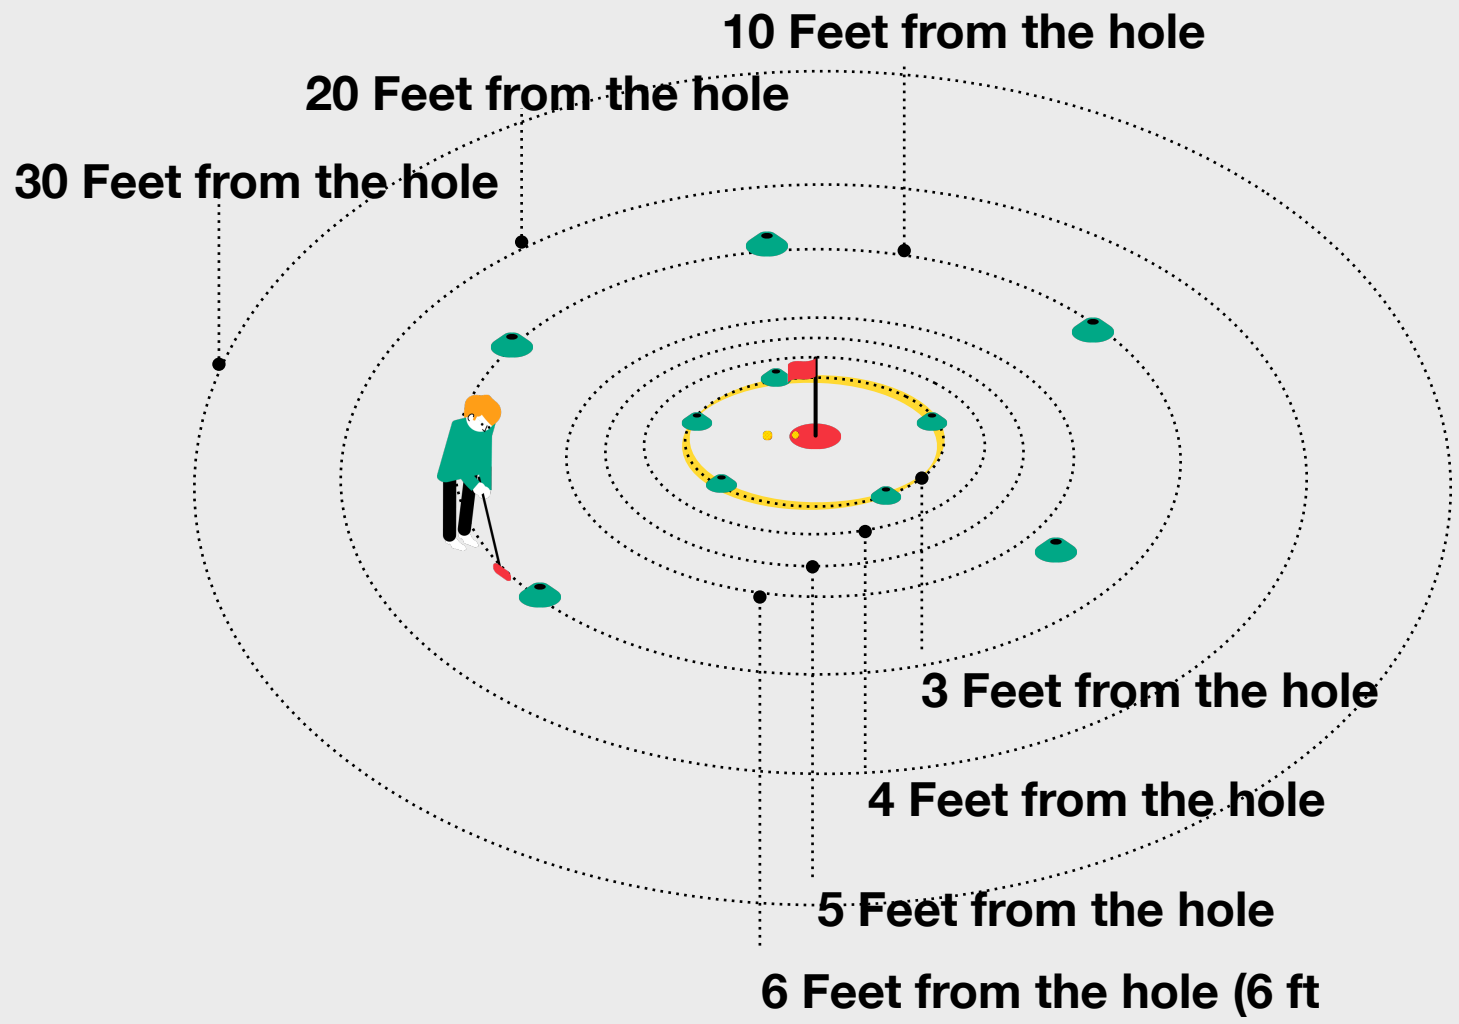 10 Feet from the hole
20 Feet from the hole
30 Feet from the hole
3 Feet from the hole
4 Feet from the hole
5 Feet from the hole
6 Feet from the hole (6 ft